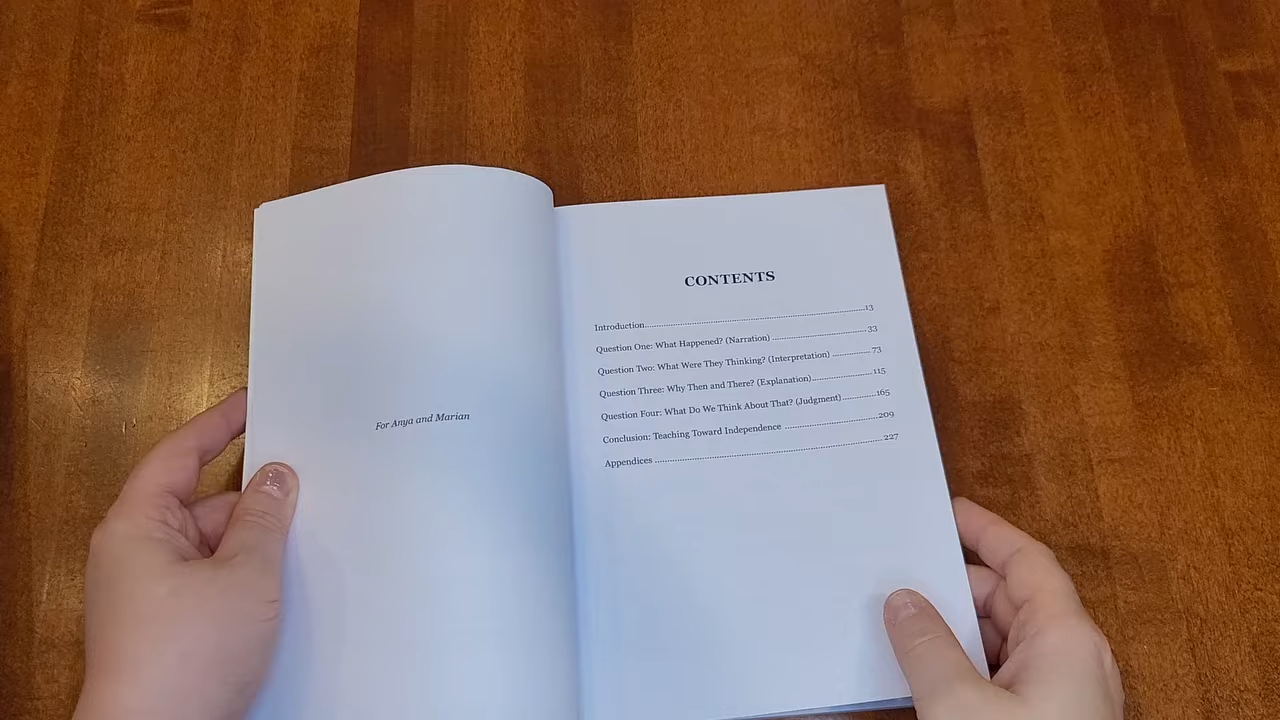 For Anya and Marian
CONTENTS
Introduction..........................................................................13
Question One: What Happened? (Narration) ..............................33
Question Two: What Were They Thinking? (Interpretation) ............73
Question Three: Why Then and There? (Explanation)....................115
Question Four: What Do We Think About That? (Judgment)............165
Conclusion: Teaching Toward Independence ..............................209
Appendices ..........................................................................227